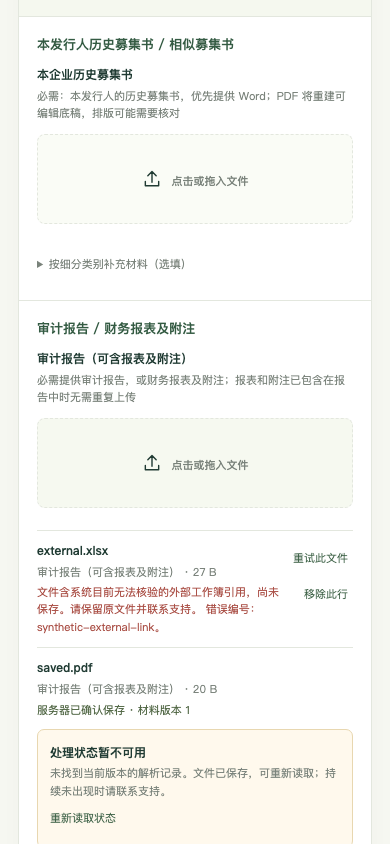 本发行人历史募集书 / 相似募集书
本企业历史募集书
必需：本发行人的历史募集书，优先提供 Word；PDF 将重建可
编辑底稿，排版可能需要核对
点击或拖入文件
▶ 按细分类别补充材料（选填）
审计报告 / 财务报表及附注
审计报告（可含报表及附注）
必需提供审计报告，或财务报表及附注；报表和附注已包含在报
告中时无需重复上传
点击或拖入文件
external.xlsx
重试此文件
审计报告（可含报表及附注） · 27 B
文件含系统目前无法核验的外部工作簿引用，尚未
移除此行
保存。请保留原文件并联系支持。 错误编号：
synthetic-external-link。
saved.pdf
审计报告（可含报表及附注） · 20 B
服务器已确认保存 · 材料版本 1
处理状态暂不可用
未找到当前版本的解析记录。文件已保存，可重新读取；持
续未出现时请联系支持。
重新读取状态